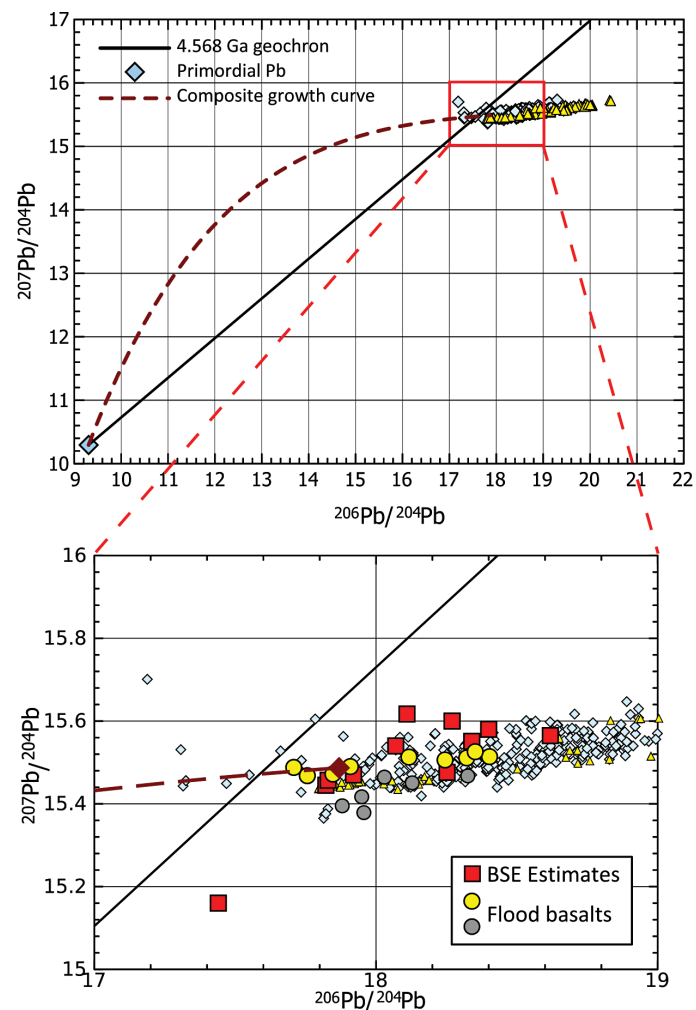 17
4.568 Ga geochron
Primordial Pb
Composite growth curve
16
15
14
13
12
11
10
207Pb/204Pb
9 10 11 12 13 14 15 16 17 18 19 20 21 22
206Pb/204Pb
16
15.8
15.6
15.4
15.2
15
207Pb/204Pb
BSE Estimates
Flood basalts
17 18 19
206Pb/204Pb